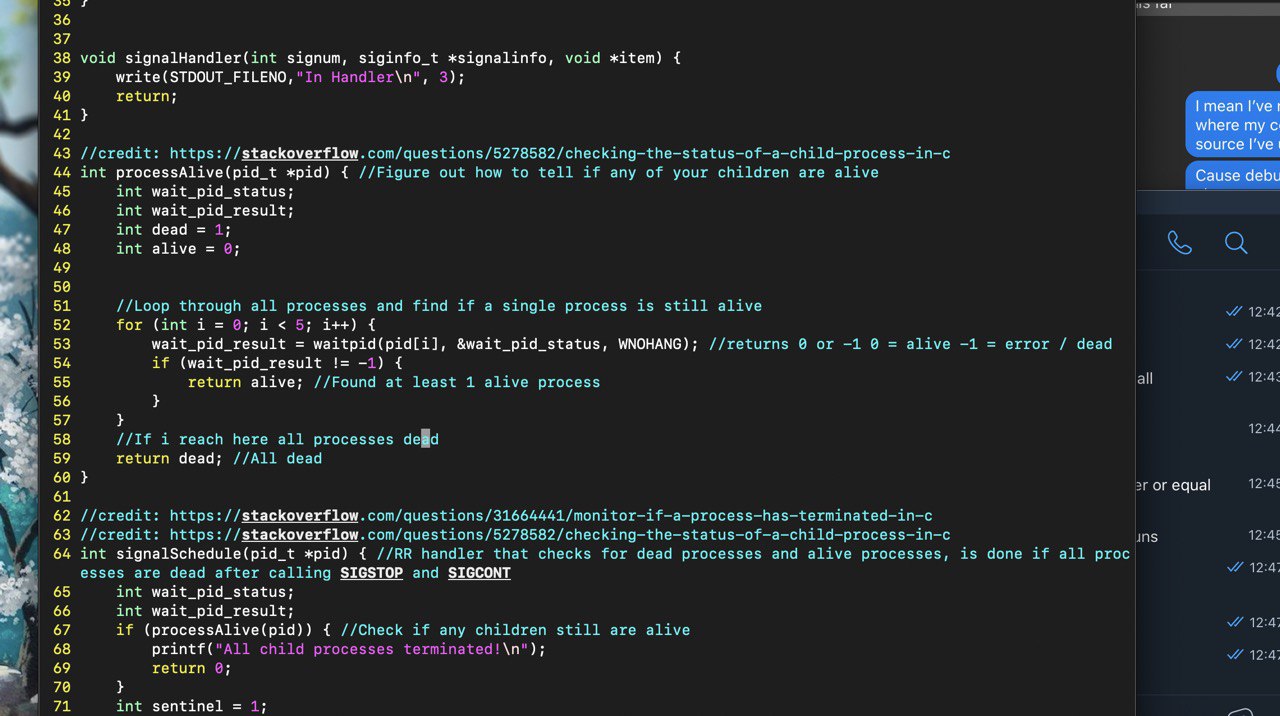 35 }
36
37
38 void signalHandler(int signum, siginfo_t *signalinfo, void *item) {
39     write(STDOUT_FILENO,"In Handler\n", 3);
40     return;
41 }
42
43 //credit: https://stackoverflow.com/questions/5278582/checking-the-status-of-a-child-process-in-c
44 int processAlive(pid_t *pid) { //Figure out how to tell if any of your children are alive
45     int wait_pid_status;
46     int wait_pid_result;
47     int dead = 1;
48     int alive = 0;
49
50
51     //Loop through all processes and find if a single process is still alive
52     for (int i = 0; i < 5; i++) {
53         wait_pid_result = waitpid(pid[i], &wait_pid_status, WNOHANG); //returns 0 or -1 0 = alive -1 = error / dead
54         if (wait_pid_result != -1) {
55             return alive; //Found at least 1 alive process
56         }
57     }
58     //If i reach here all processes dead
59     return dead; //All dead
60 }
61
62 //credit: https://stackoverflow.com/questions/31664441/monitor-if-a-process-has-terminated-in-c
63 //credit: https://stackoverflow.com/questions/5278582/checking-the-status-of-a-child-process-in-c
64 int signalSchedule(pid_t *pid) { //RR handler that checks for dead processes and alive processes, is done if all proc
esses are dead after calling SIGSTOP and SIGCONT
65     int wait_pid_status;
66     int wait_pid_result;
67     if (processAlive(pid)) { //Check if any children still are alive
68         printf("All child processes terminated!\n");
69         return 0;
70     }
71     int sentinel = 1;
I mean I've
where my
source I've
Cause
12:42
12:42
all 12:43
12:44
er or equal 12:45
12:45
12:47
12:47
12:47